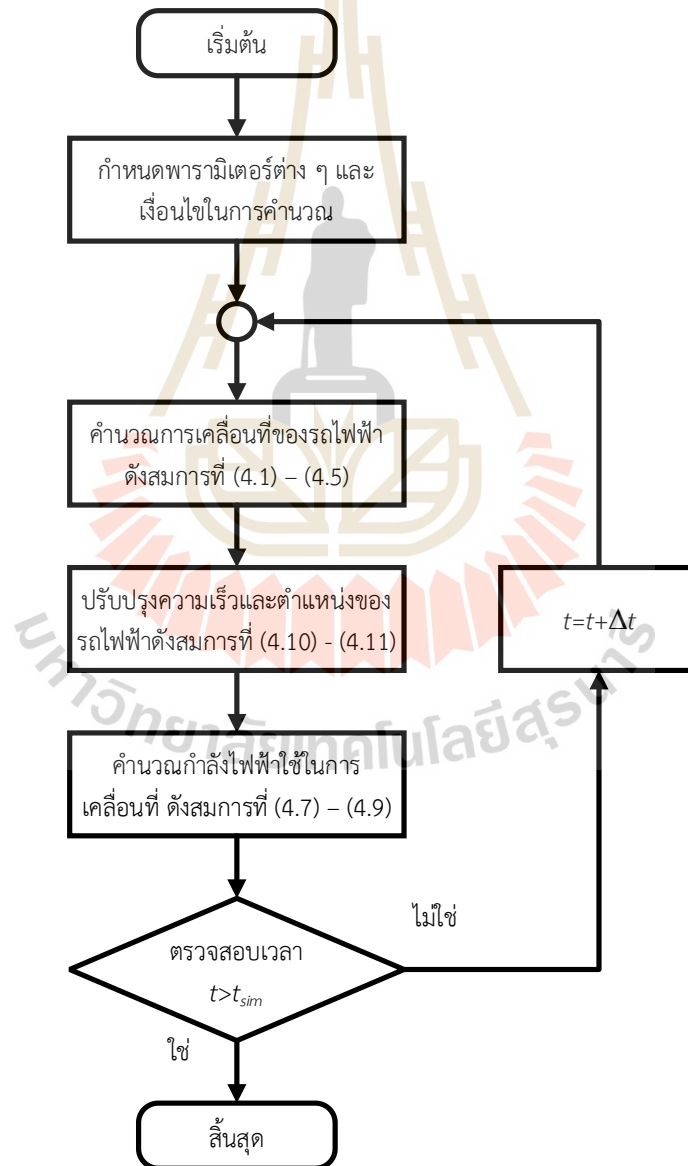 เริ่มต้น
กำหนดพารามิเตอร์ต่าง ๆ และ
เงื่อนไขในการคำนวณ
คำนวณการเคลื่อนที่ของรถไฟฟ้า
ดังสมการที่ (4.1) – (4.5)
ปรับปรุงความเร็วและตำแหน่งของ
รถไฟฟ้าดังสมการที่ (4.10) - (4.11)
t=t+Δt
คำนวณกำลังไฟฟ้าใช้ในการ
เคลื่อนที่ ดังสมการที่ (4.7) – (4.9)
ไม่ใช่
ตรวจสอบเวลา
t>tsim
ใช่
สิ้นสุด
มหาวิทยาลัยเทคโนโลยีสุรนารี